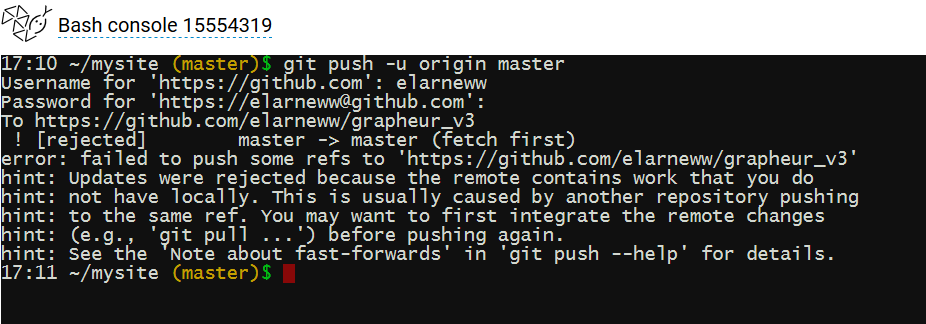 Bash console 15554319
17:10 ~/mysite (master)$ git push -u origin master
Username for 'https://github.com': elarneww
Password for 'https://elarneww@github.com':
To https://github.com/elarneww/grapheur_v3
 ! [rejected]        master -> master (fetch first)
error: failed to push some refs to 'https://github.com/elarneww/grapheur_v3'
hint: Updates were rejected because the remote contains work that you do
hint: not have locally. This is usually caused by another repository pushing
hint: to the same ref. You may want to first integrate the remote changes
hint: (e.g., 'git pull ...') before pushing again.
hint: See the 'Note about fast-forwards' in 'git push --help' for details.
17:11 ~/mysite (master)$